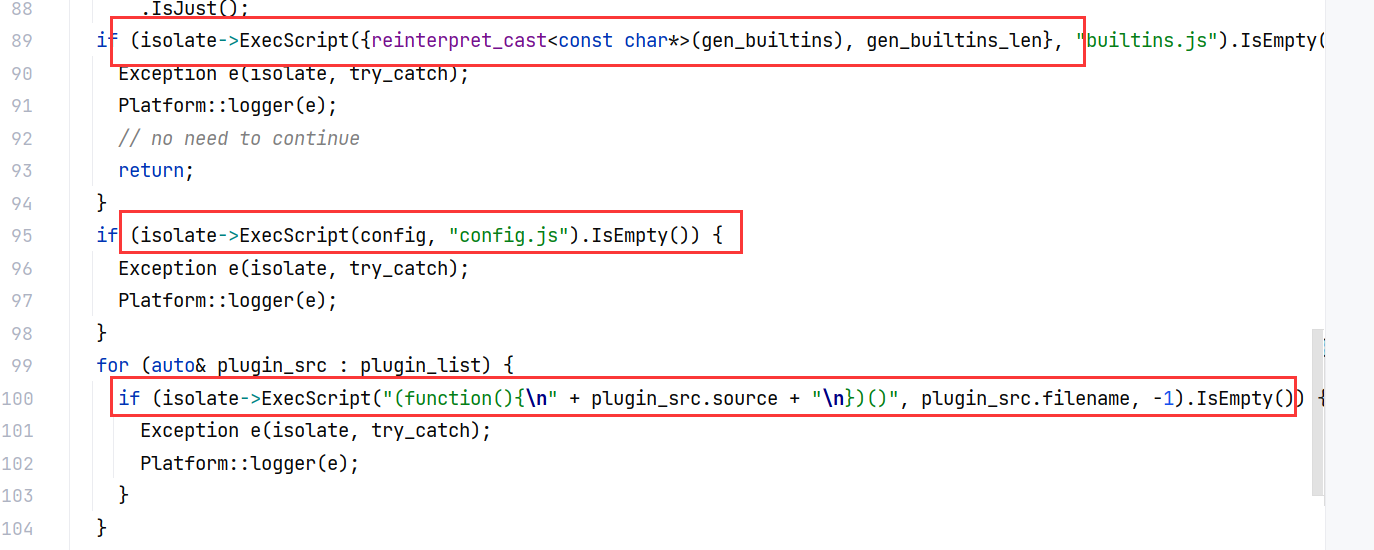 88 .IsJust();
89 if (isolate->ExecScript({reinterpret_cast<const char*>(gen_builtins), gen_builtins_len}, "builtins.js").IsEmpty(
90 Exception e(isolate, try_catch);
91 Platform::logger(e);
92 // no need to continue
93 return;
94 }
95 if (isolate->ExecScript(config, "config.js").IsEmpty()) {
96 Exception e(isolate, try_catch);
97 Platform::logger(e);
98 }
99 for (auto& plugin_src : plugin_list) {
100 if (isolate->ExecScript("(function(){\n" + plugin_src.source + "\n})()", plugin_src.filename, -1).IsEmpty()) {
101 Exception e(isolate, try_catch);
102 Platform::logger(e);
103 }
104 }